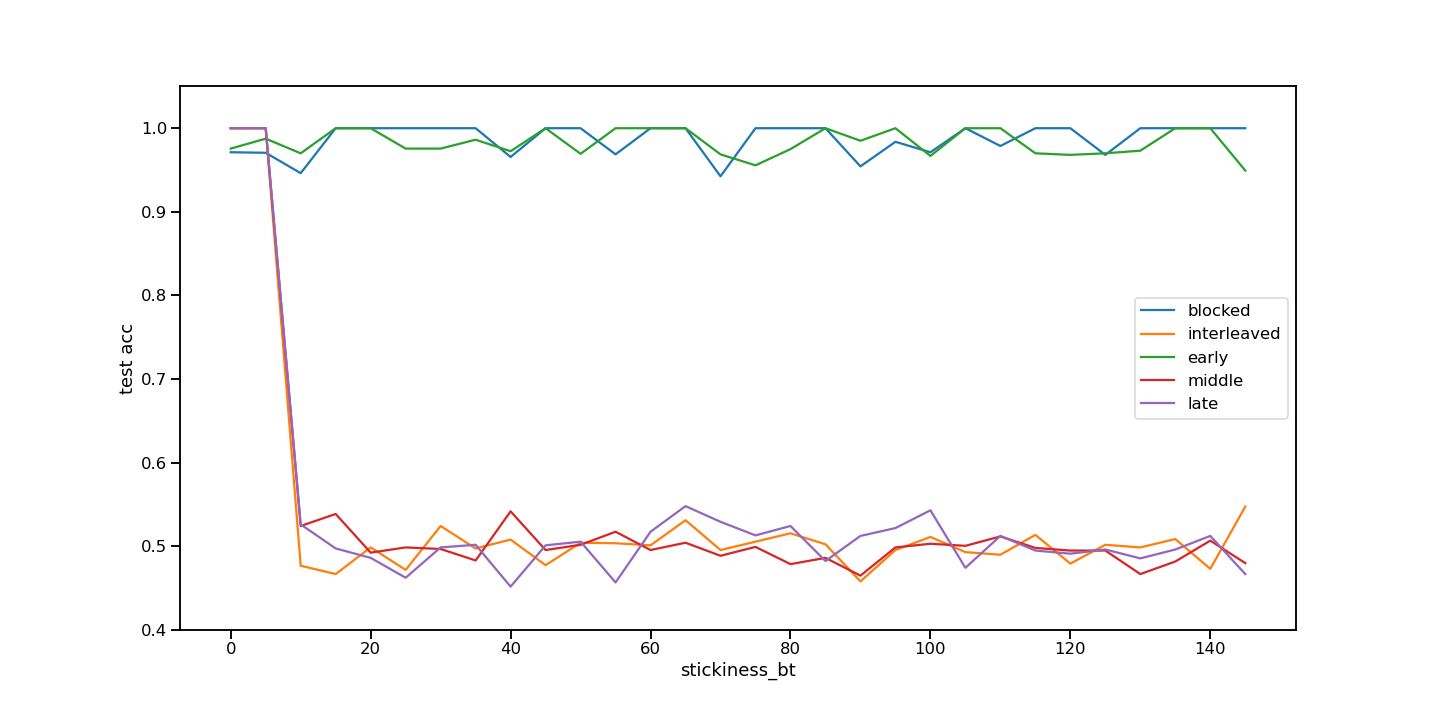 1.0
0.9
0.8
0.7
0.6
0.5
0.4
test acc
blocked
interleaved
early
middle
late
0 20 40 60 80 100 120 140
stickiness_bt